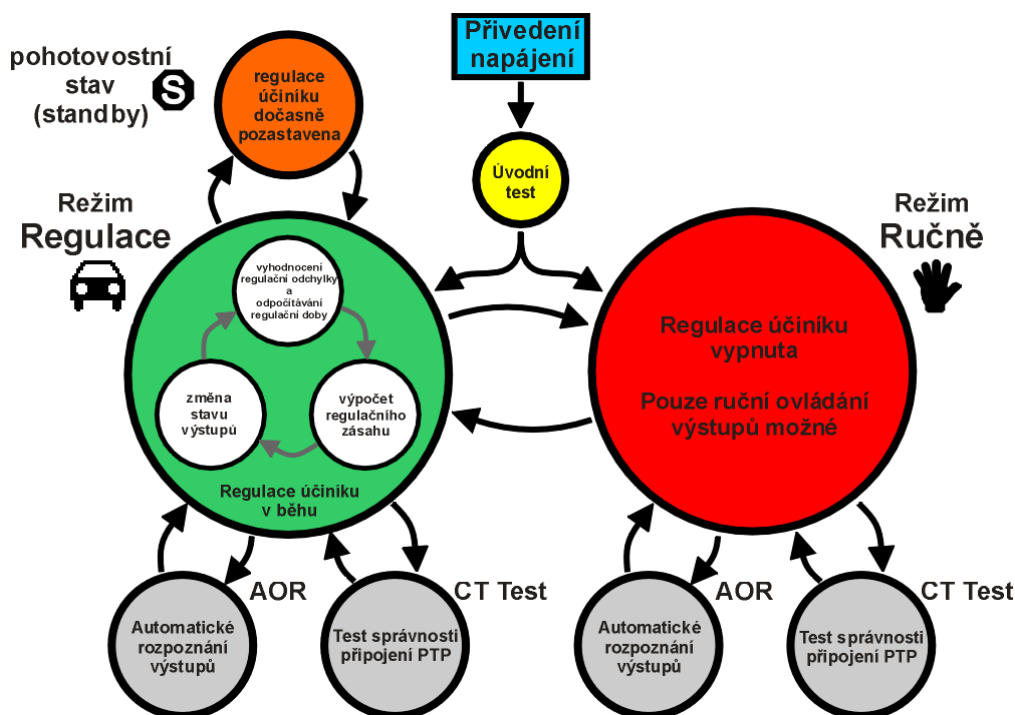 Přivedení
napájení
pohotovostní
stav
(standby)
S
regulace
účiníku
dočasně
pozastavena
Úvodní
test
Režim
Regulace
Režim
Ručně
vyhodnocení
regulační odchylky
a
odpočítávání
regulační doby
změna
stavu
výstupů
výpočet
regulačního
zásahu
Regulace účiníku
v běhu
Regulace účiníku
vypnuta
Pouze ruční ovládání
výstupů možné
AOR
CT Test
AOR
CT Test
Automatické
rozpoznání
výstupů
Test správnosti
připojení PTP
Automatické
rozpoznání
výstupů
Test správnosti
připojení PTP